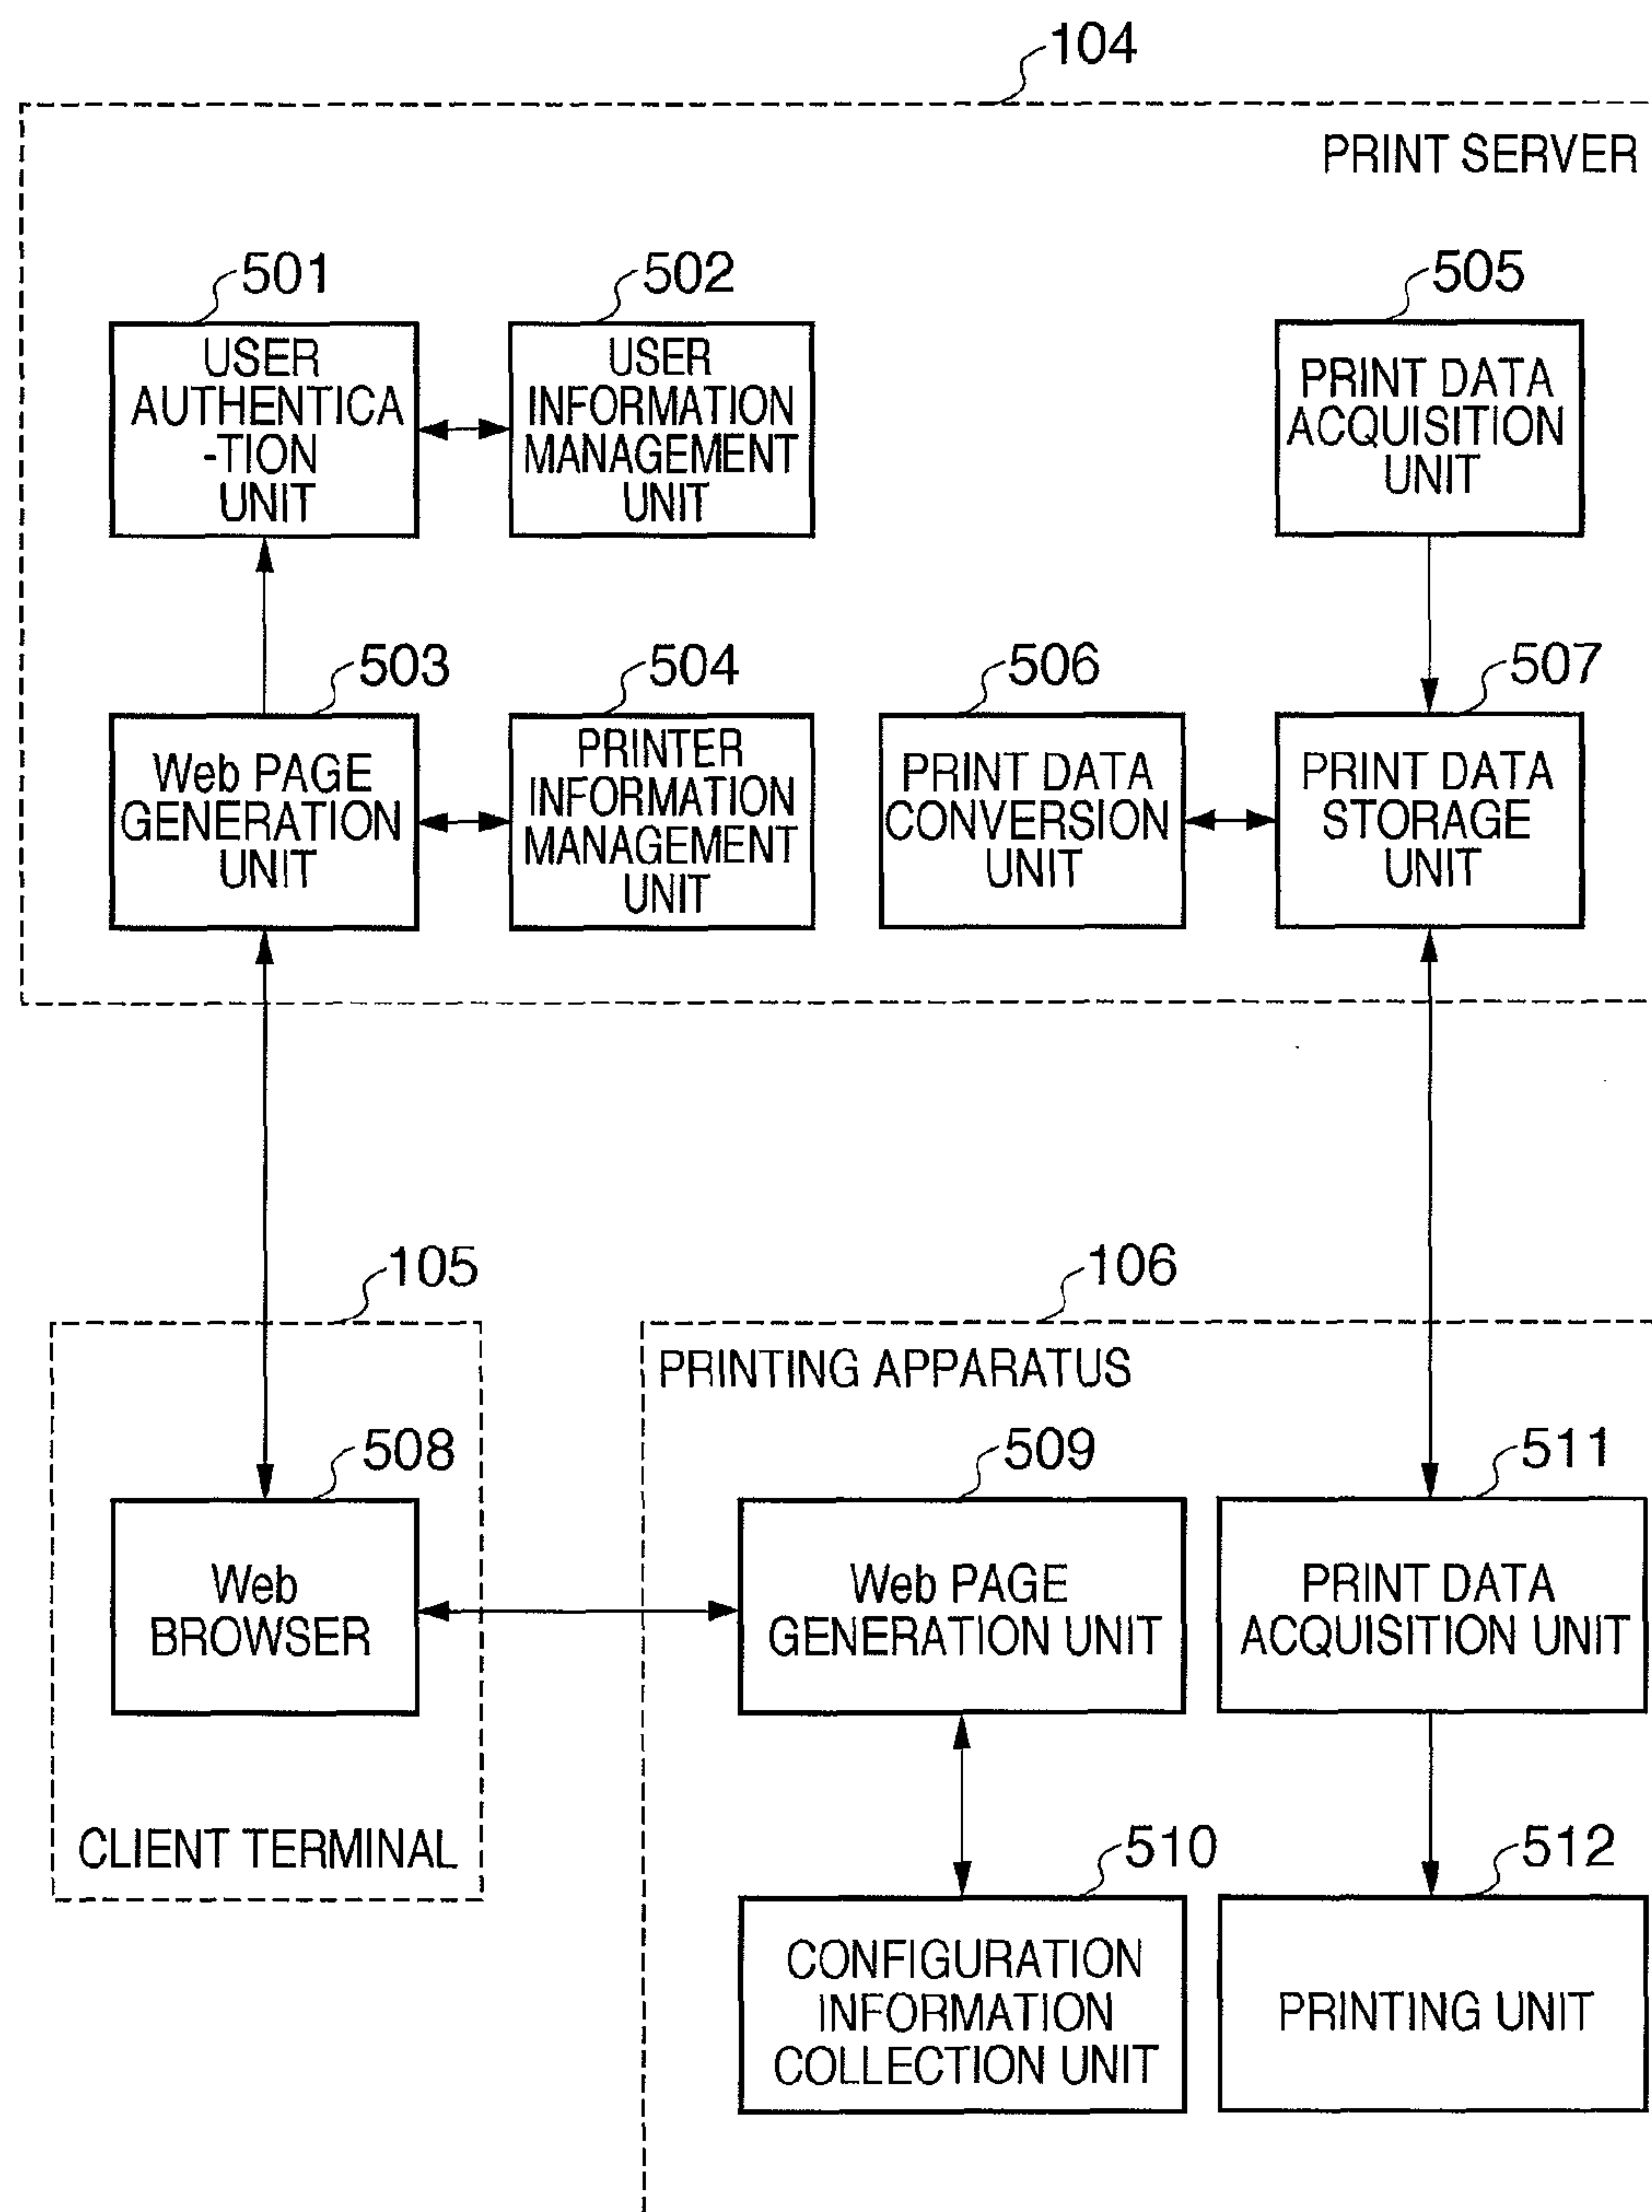 104
PRINT SERVER
501
502
505
USER
AUTHENTICA
-TION
UNIT
USER
INFORMATION
MANAGEMENT
UNIT
PRINT DATA
ACQUISITION
UNIT
503
504
506
507
Web PAGE
GENERATION
UNIT
PRINTER
INFORMATION
MANAGEMENT
UNIT
PRINT DATA
CONVERSION
UNIT
PRINT DATA
STORAGE
UNIT
105
106
PRINTING APPARATUS
508
509
511
Web
BROWSER
Web PAGE
GENERATION UNIT
PRINT DATA
ACQUISITION UNIT
CLIENT TERMINAL
510
512
CONFIGURATION
INFORMATION
COLLECTION UNIT
PRINTING UNIT